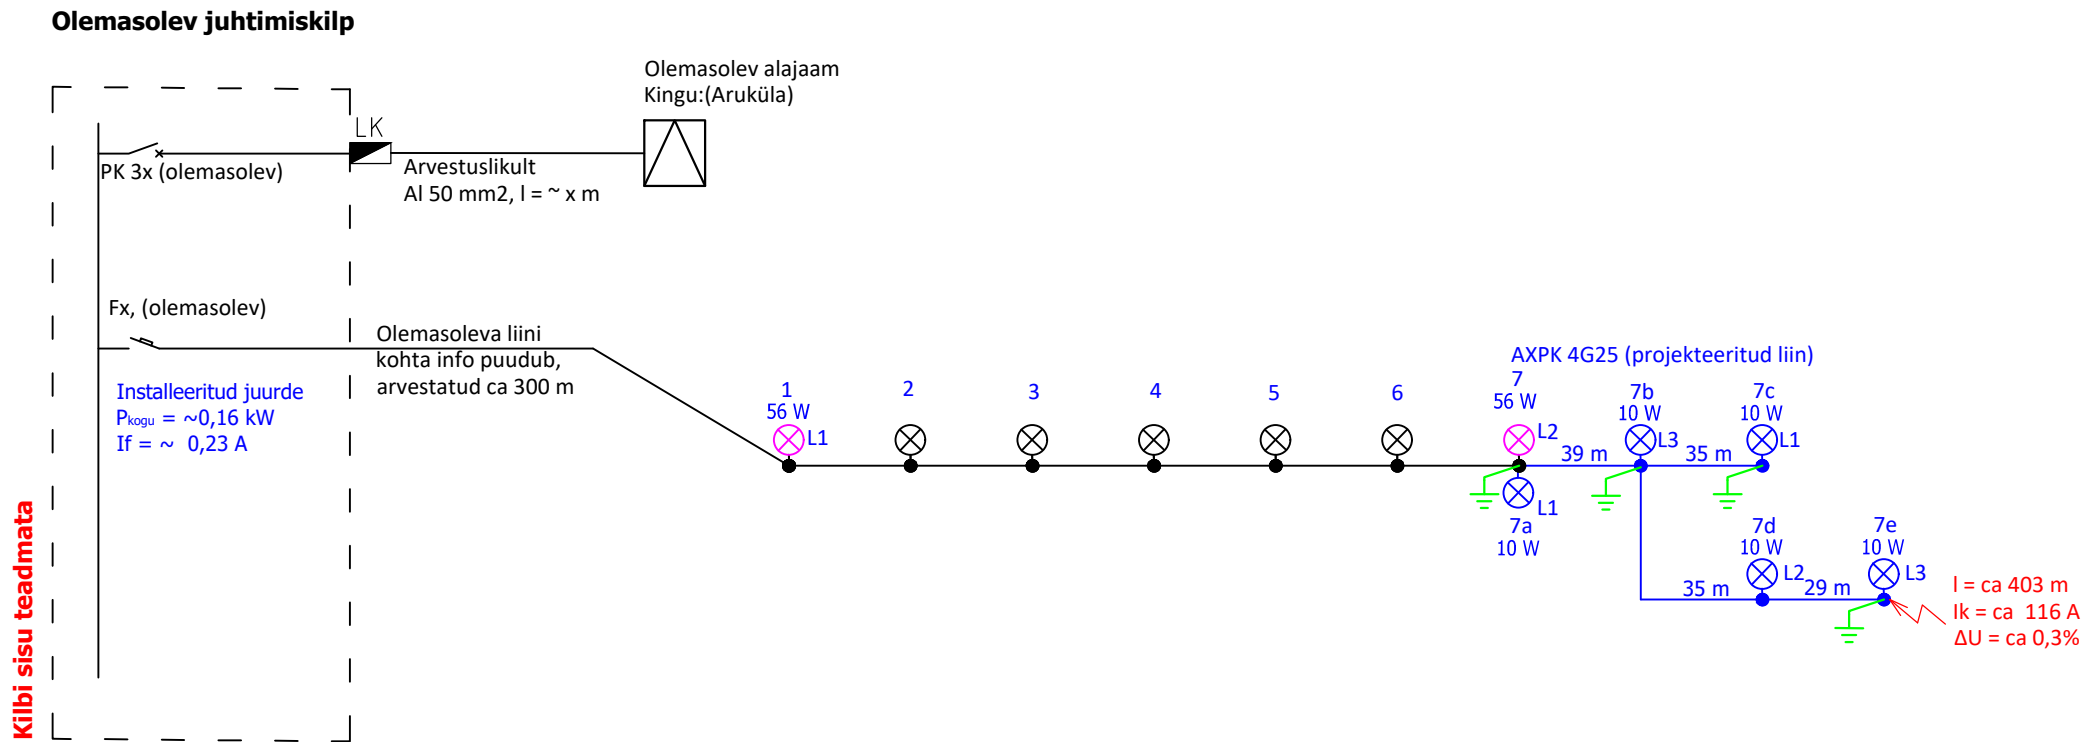 Olemasolev juhtimiskilp
Olemasolev alajaam
Kingu:(Aruküla)
LK
PK 3x (olemasolev)
Arvestuslikult
Al 50 mm2, l = ~ x m
Fx, (olemasolev)
Olemasoleva liini
kohta info puudub,
arvestatud ca 300 m
Installeeritud juurde
Pkogu = ~0,16 kW
If = ~ 0,23 A
Kilbi sisu teadmata
AXPK 4G25 (projekteeritud liin)
1
56 W
L1
2
3
4
5
6
7
56 W
L2
7b
10 W
L3
7c
10 W
L1
39 m
35 m
L1
7a
10 W
7d
10 W
L2
7e
10 W
L3
35 m
29 m
l = ca 403 m
Ik = ca 116 A
ΔU = ca 0,3%